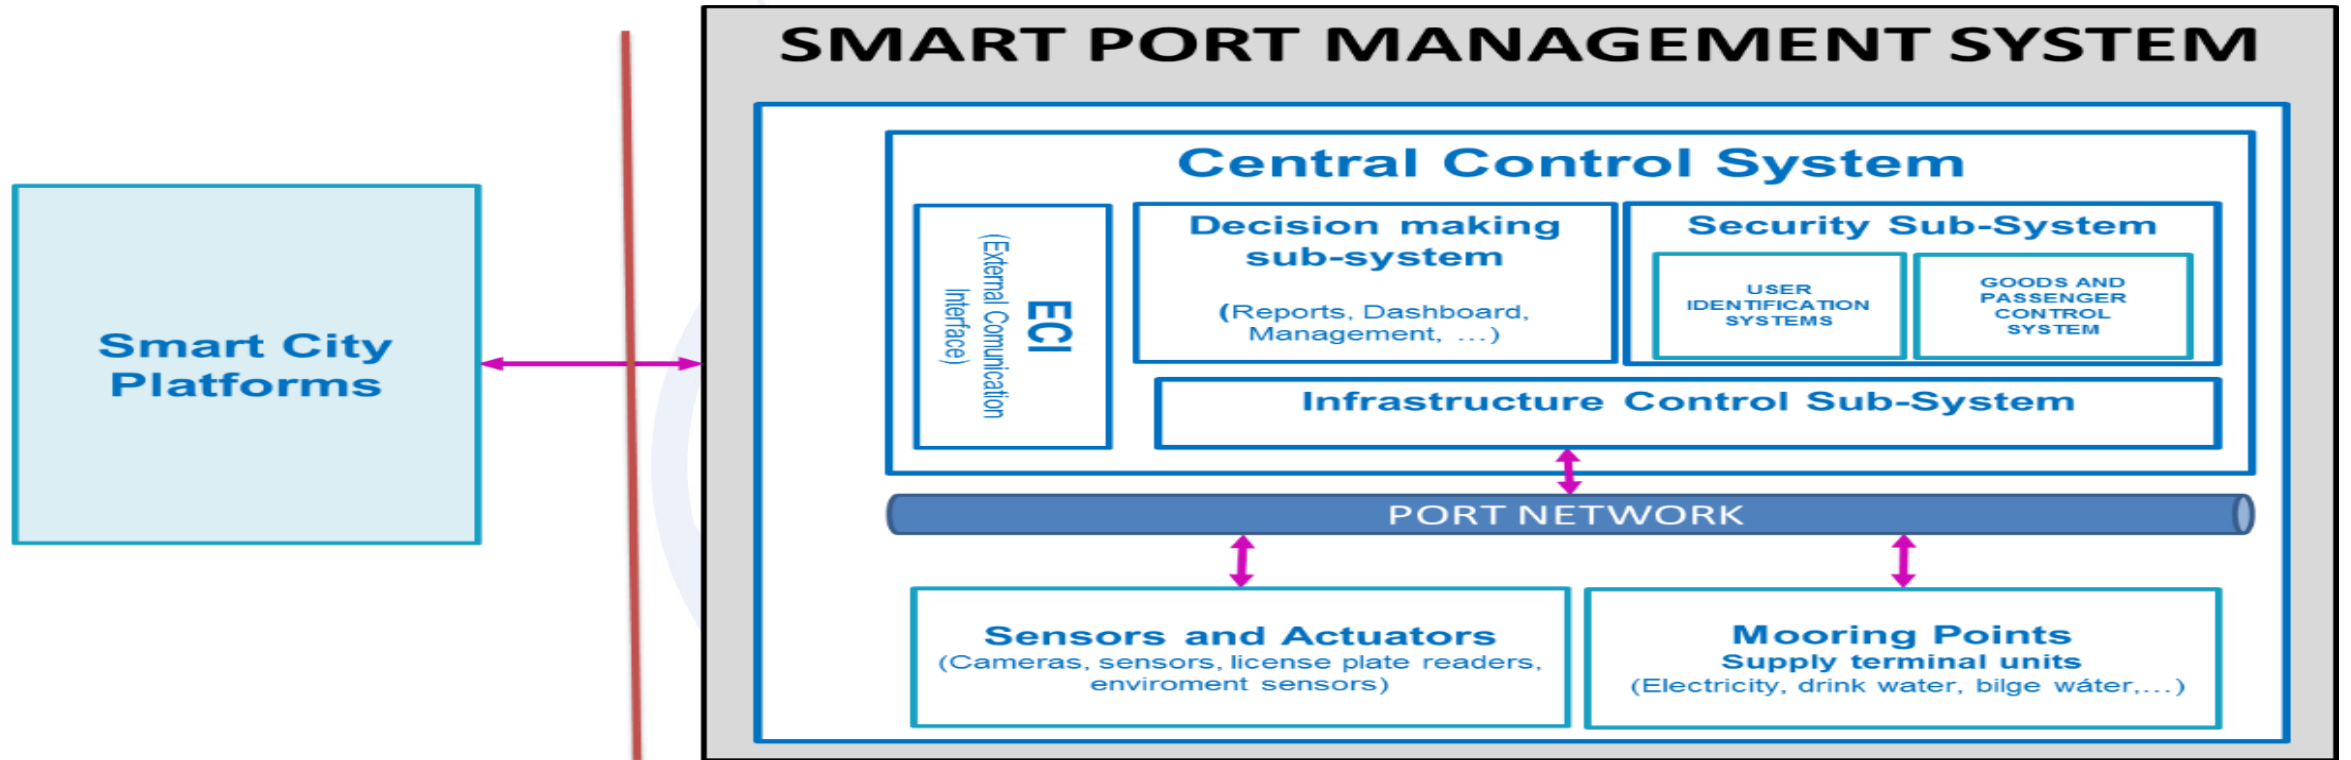 SMART PORT MANAGEMENT SYSTEM
Smart City
Platforms
Central Control System
ECI
(External Comunication
Interface)
Decision making
sub-system
(Reports, Dashboard,
Management, ...)
Security Sub-System
USER
IDENTIFICATION
SYSTEMS
GOODS AND
PASSENGER
CONTROL
SYSTEM
Infrastructure Control Sub-System
PORT NETWORK
Sensors and Actuators
(Cameras, sensors, license plate readers,
enviroment sensors)
Mooring Points
Supply terminal units
(Electricity, drink water, bilge wáter,...)